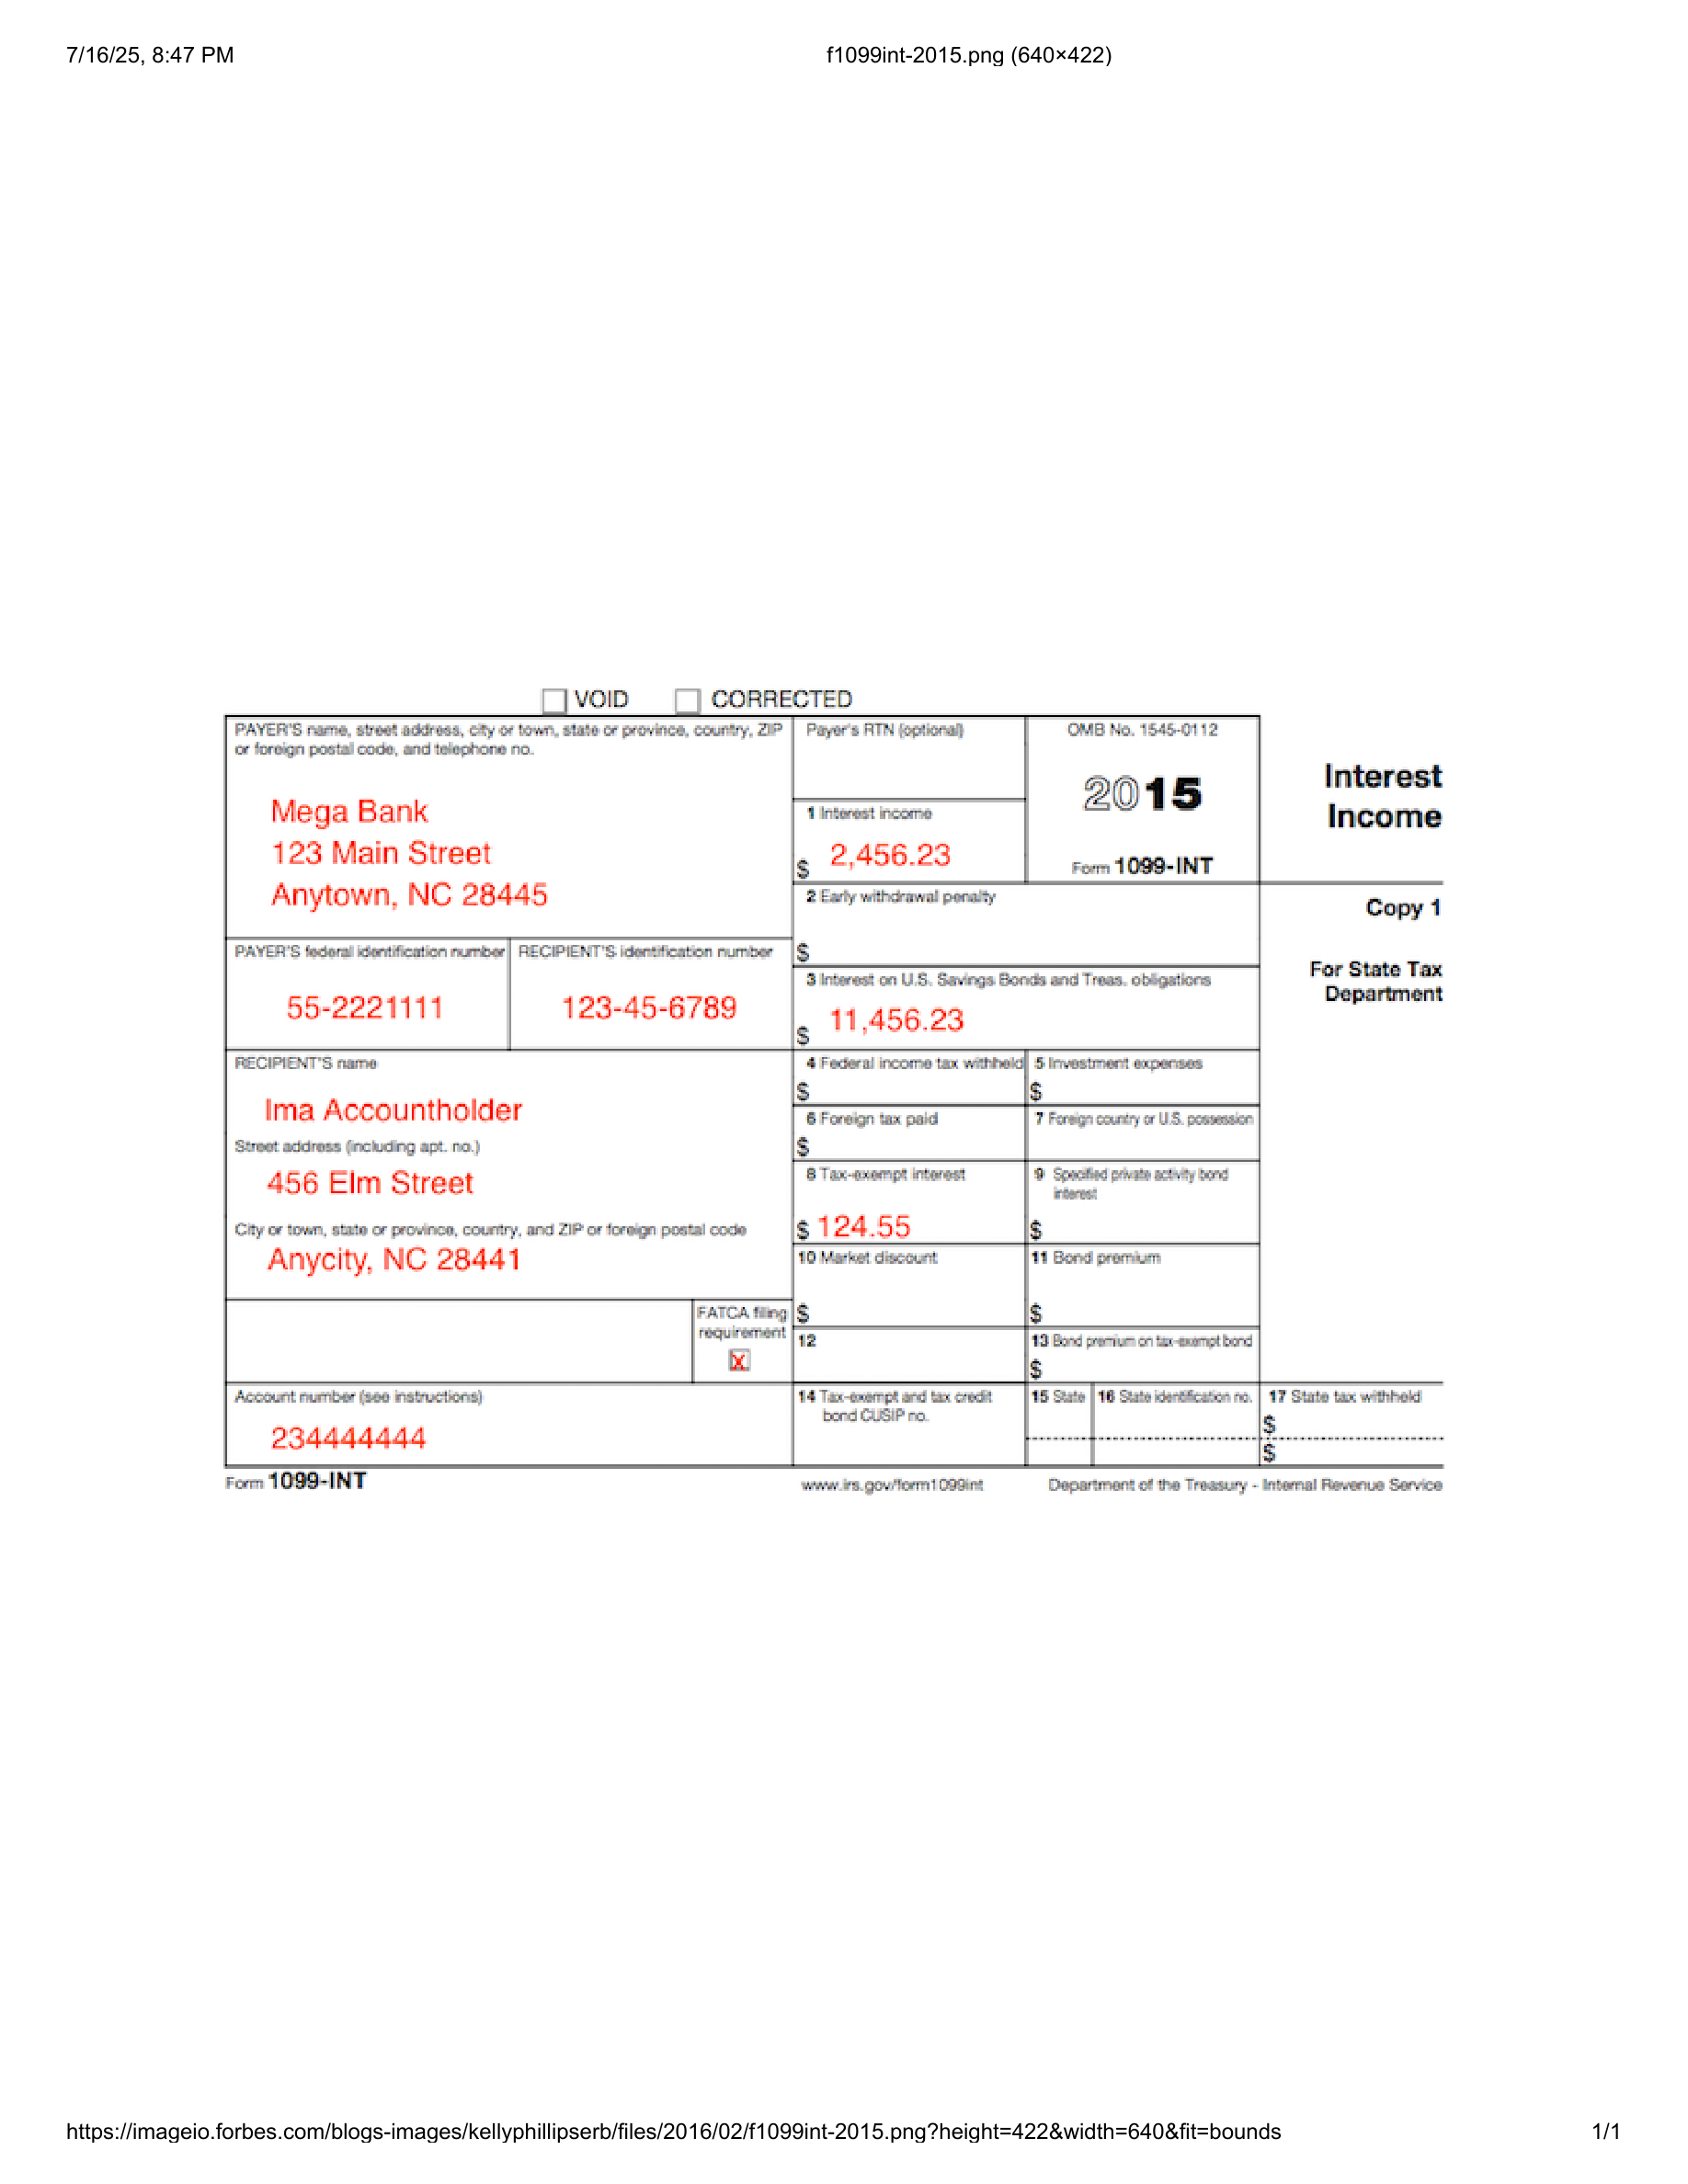 7/16/25, 8:47 PM
f1099int-2015.png (640×422)
VOID
CORRECTED
PAYER'S name, street address, city or town, state or province, country, ZIP
or foreign postal code, and telephone no.
Mega Bank
123 Main Street
Anytown, NC 28445
Payer's RTN (optional)
OMB No. 1545-0112
2015
Form 1099-INT
Interest
Income
1 Interest income
$ 2,456.23
2 Early withdrawal penalty
$
Copy 1
For State Tax
Department
PAYER'S federal identification number
55-2221111
RECIPIENT'S identification number
123-45-6789
3 Interest on U.S. Savings Bonds and Treas. obligations
$ 11,456.23
RECIPIENT'S name
Ima Accountholder
Street address (including apt. no.)
456 Elm Street
City or town, state or province, country, and ZIP or foreign postal code
Anycity, NC 28441
4 Federal income tax withheld
$
5 Investment expenses
$
6 Foreign tax paid
$
7 Foreign country or U.S. possession
8 Tax-exempt interest
$ 124.55
9 Specified private activity bond
interest
$
10 Market discount
$
11 Bond premium
$
FATCA filing
requirement
X
12
13 Bond premium on tax-exempt bond
$
Account number (see instructions)
234444444
14 Tax-exempt and tax credit
bond CUSIP no.
15 State
16 State identification no.
17 State tax withheld
$
$
Form 1099-INT
www.irs.gov/form1099int
Department of the Treasury - Internal Revenue Service
https://imageio.forbes.com/blogs-images/kellyphillipserb/files/2016/02/f1099int-2015.png?height=422&width=640&fit=bounds
1/1